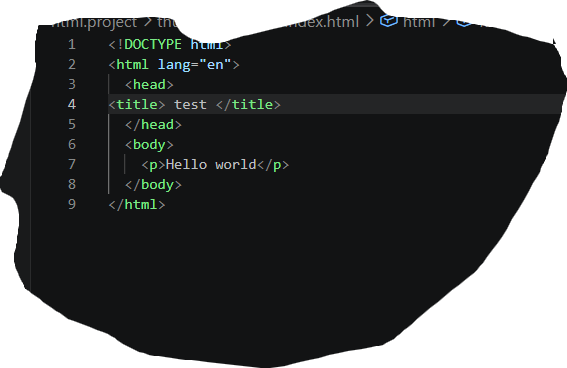 html.project > index.html > html >
1 <!DOCTYPE html>
2 <html lang="en">
3 <head>
4 <title> test </title>
5 </head>
6 <body>
7 <p>Hello world</p>
8 </body>
9 </html>